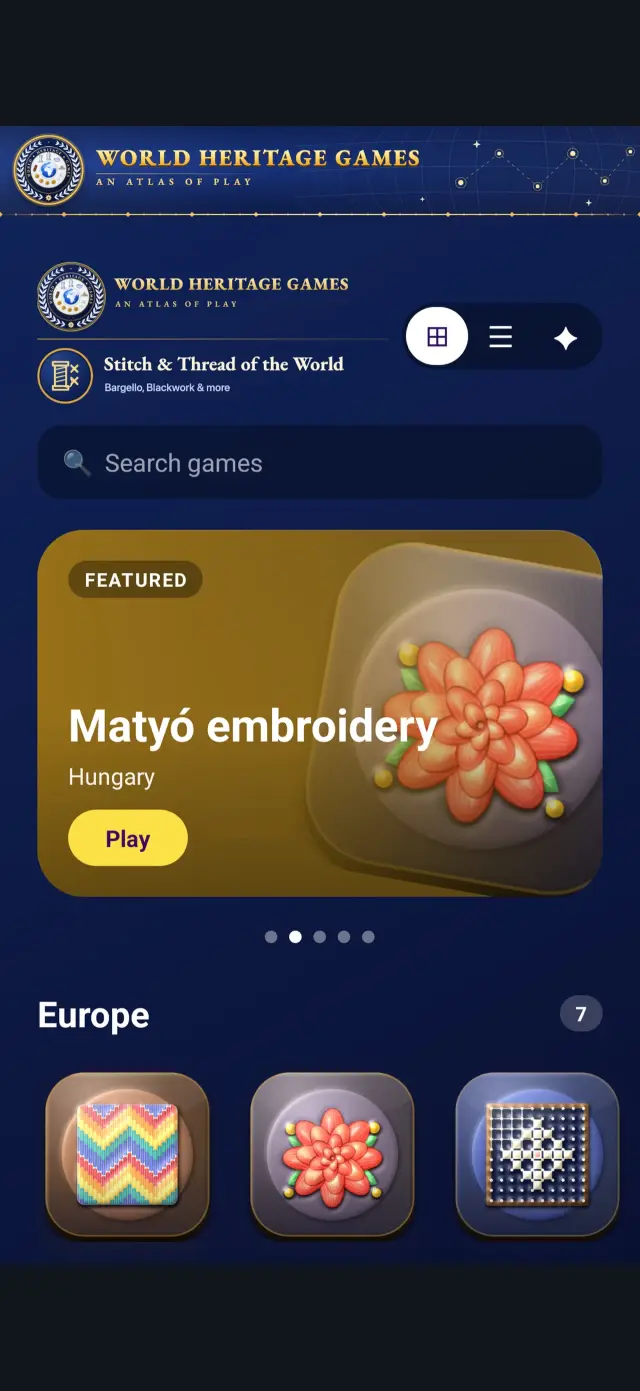 WORLD HERITAGE GAMES
AN ATLAS OF PLAY
WORLD HERITAGE GAMES
AN ATLAS OF PLAY
Stitch & Thread of the World
Bargello, Blackwork & more
Search games
FEATURED
Matyó embroidery
Hungary
Play
Europe
7